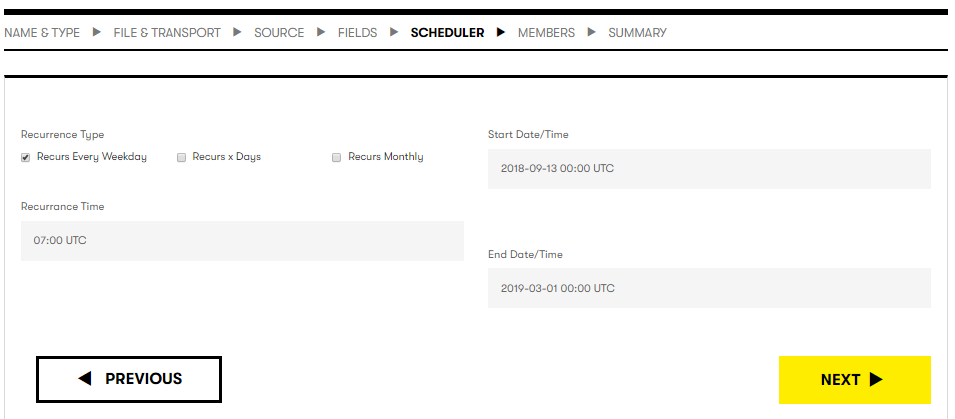 NAME & TYPE ▶ FILE & TRANSPORT ▶ SOURCE ▶ FIELDS ▶ SCHEDULER ▶ MEMBERS ▶ SUMMARY
Recurrence Type
Recurs Every Weekday Recurs x Days Recurs Monthly
Recurrance Time
07:00 UTC
Start Date/Time
2018-09-13 00:00 UTC
End Date/Time
2019-03-01 00:00 UTC
◀ PREVIOUS
NEXT ▶